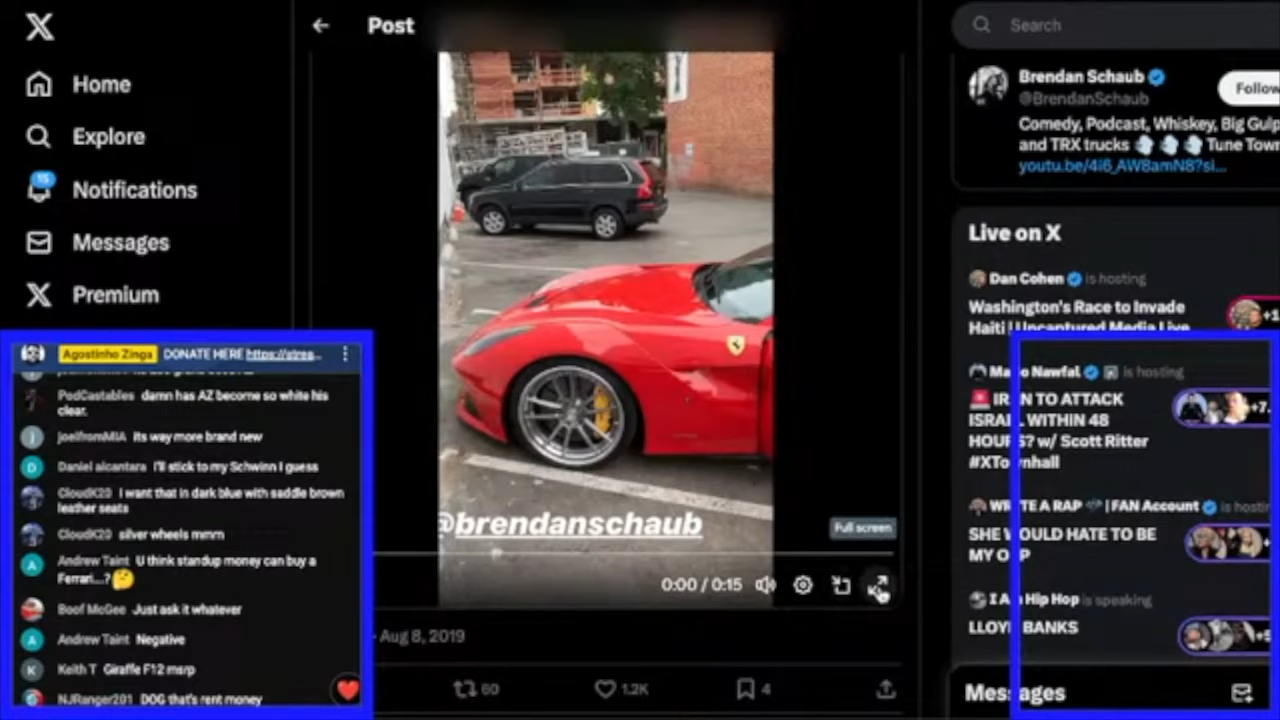 Home
Explore
Notifications
15
Messages
Premium
Agostinho Zinga DONATE HERE https://strea...
PodCastables damn has AZ become so white his
clear.
joelfromMIA its way more brand new
Daniel alcantara I'll stick to my Schwinn I guess
CloudK20 I want that in dark blue with saddle brown
leather seats
CloudK20 silver wheels mmm
Andrew Taint U think standup money can buy a
Ferrari...?🤔
Boof McGee Just ask it whatever
Andrew Taint Negative
Keith T Giraffe F12 msrp
NJRanger201 DOG that's rent money
Post
@brendanschaub
Full screen
0:00 / 0:15
· Aug 8, 2019
60
1.2K
4
Search
Brendan Schaub
@BrendanSchaub
Follow
Comedy, Podcast, Whiskey, Big Gulp
and TRX trucks 💨 💨 💨 Tune Town
youtu.be/4i6_AW8amN8?si...
Live on X
Dan Cohen is hosting
Washington's Race to Invade
Haiti | Uncaptured Media Live
+1
Mario Nawfal is hosting
🚨 IRAN TO ATTACK
ISRAEL WITHIN 48
HOURS? w/ Scott Ritter
#XTownhall
+7.
WRITE A RAP | FAN Account is hostin
SHE WOULD HATE TO BE
MY OPP
I Am Hip Hop is speaking
LLOYD BANKS
+5
Messages